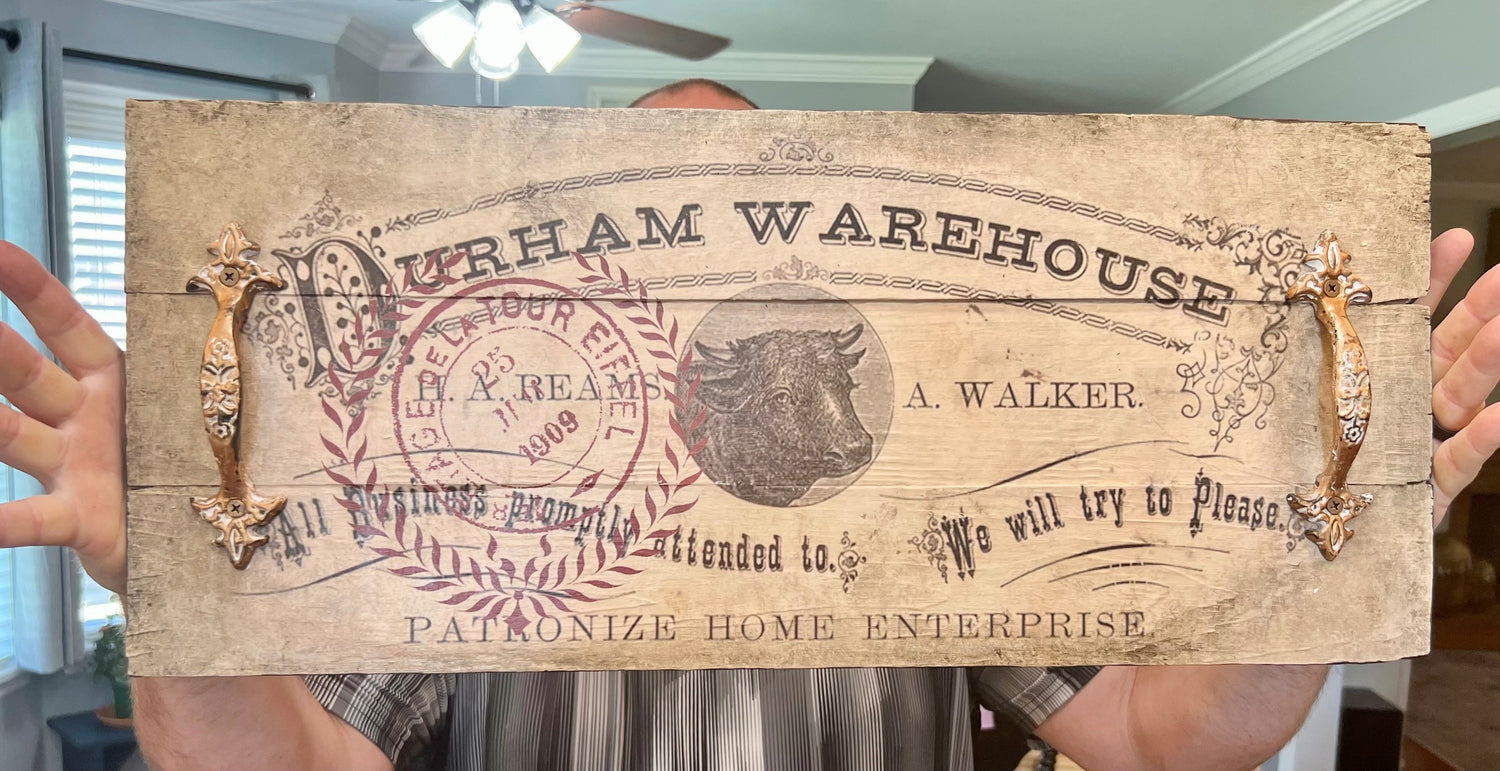 DURHAM WAREHOUSE
H. A. REAMS
A. WALKER.
AGE DE LA TOUR EIFFEL
25
1909
All Business promptly attended to.
We will try to Please.
PATRONIZE HOME ENTERPRISE.